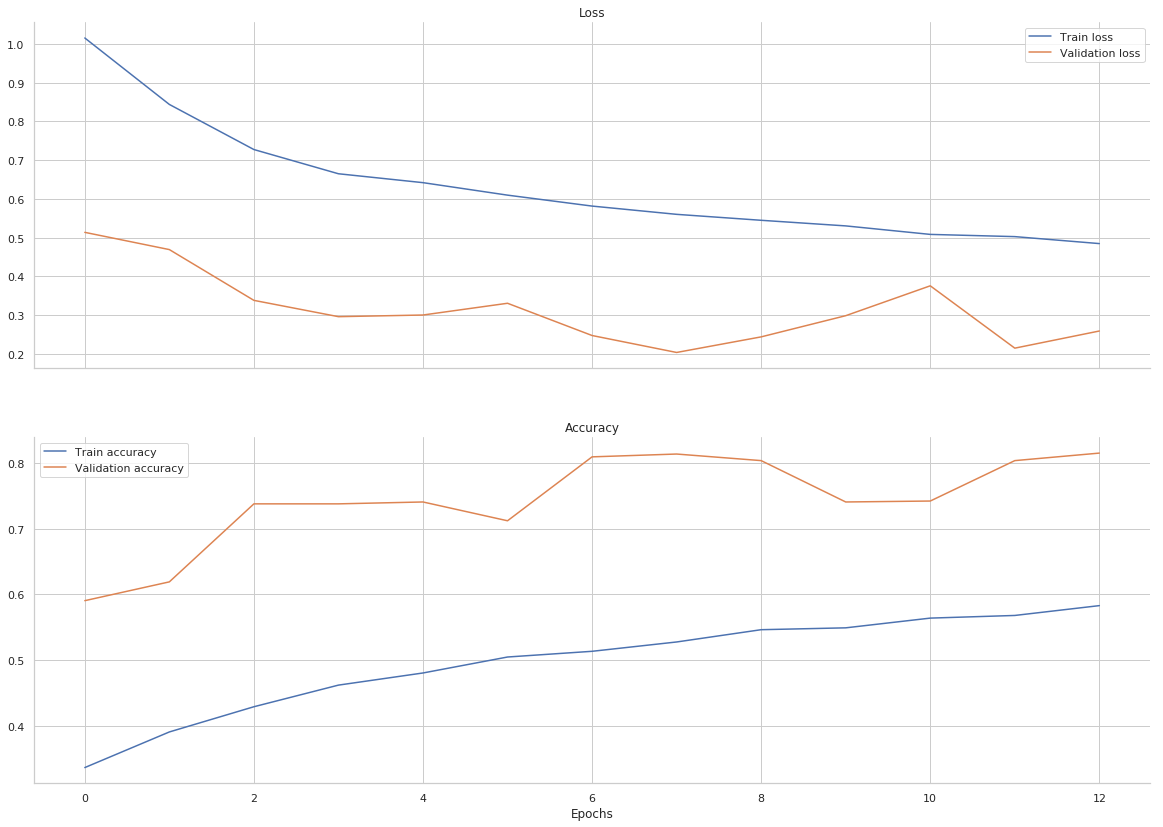 Loss
Train loss
Validation loss
1.0
0.9
0.8
0.7
0.6
0.5
0.4
0.3
0.2
Accuracy
Train accuracy
Validation accuracy
0.8
0.7
0.6
0.5
0.4
0 2 4 6 8 10 12
Epochs